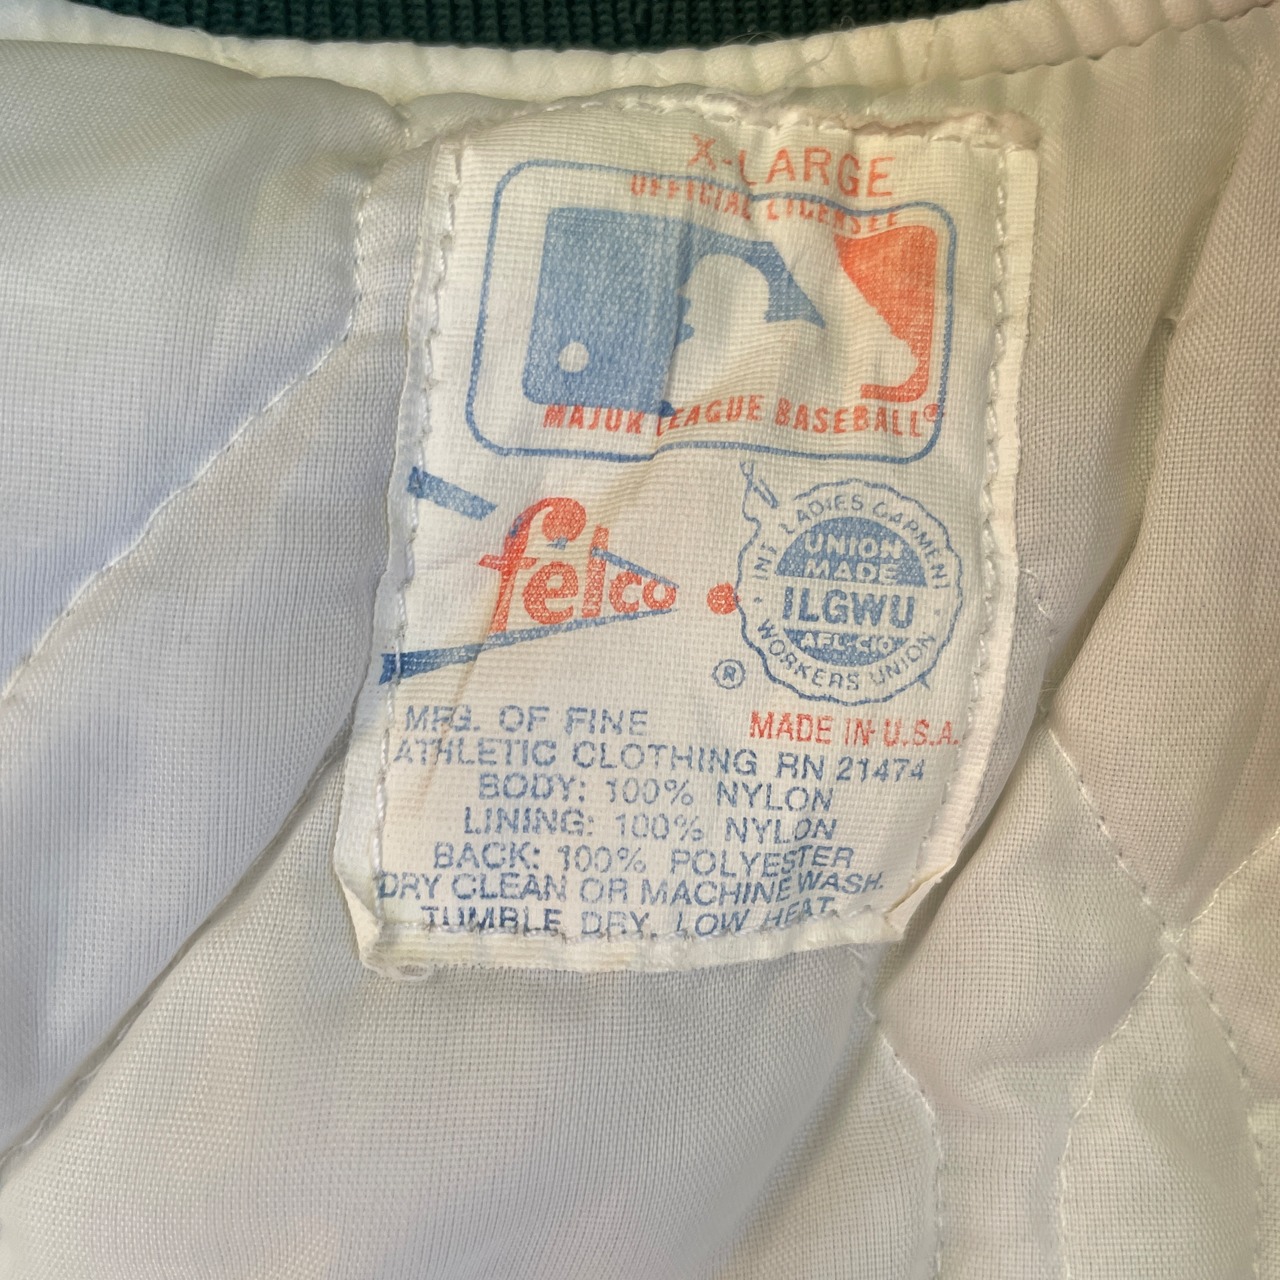 X-LARGE
OFFICIAL LICENSEE
MAJOR LEAGUE BASEBALL®
felco
®
INT. LADIES GARMENT
UNION
MADE
ILGWU
AFL-CIO
WORKERS UNION
MFG. OF FINE MADE IN U.S.A.
ATHLETIC CLOTHING RN 21474
BODY: 100% NYLON
LINING: 100% NYLON
BACK: 100% POLYESTER
DRY CLEAN OR MACHINE WASH.
TUMBLE DRY, LOW HEAT